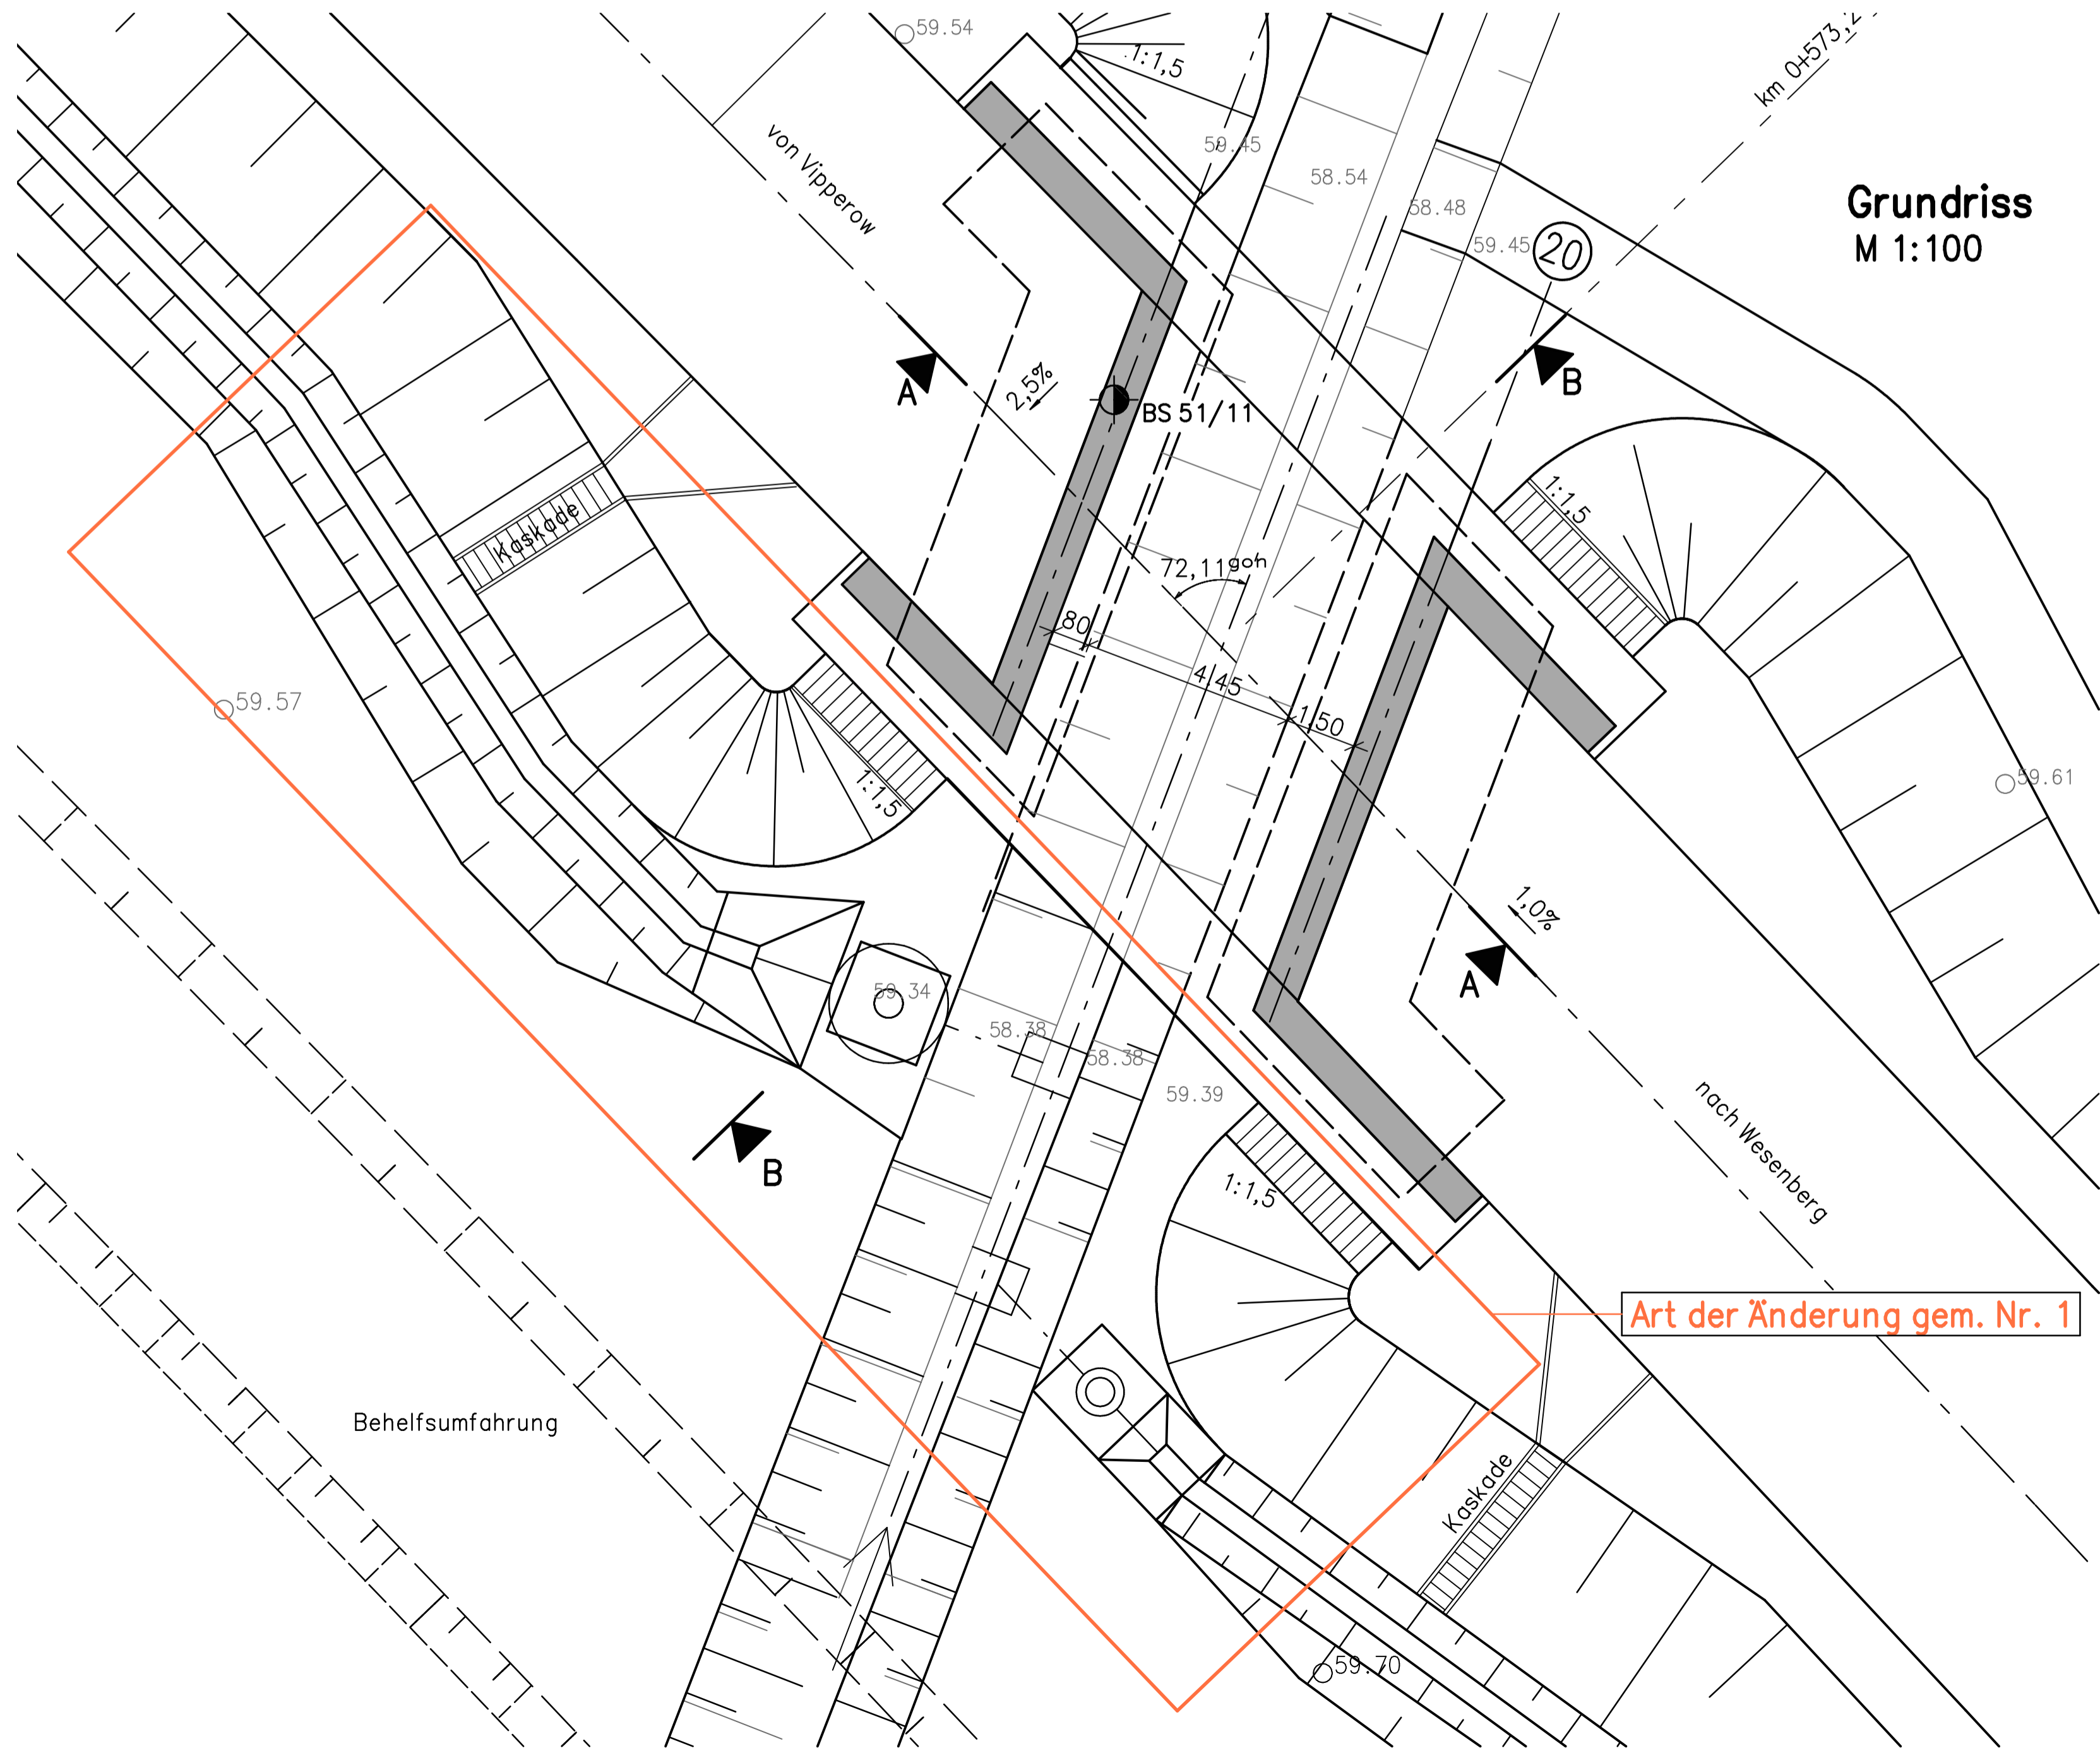 59.54
1:1,5
km 0+573,2
59.45
58.54
58.48
59.45
20
Grundriss
M 1:100
von Vipperow
A
2,5%
B
BS 51/11
1:1,5
Kaskade
72,11gon
80
4,45
1,50
59.57
59.61
1:1,5
1,0%
A
59.34
58.38
58.38
59.39
B
nach Wesenberg
1:1,5
Art der Änderung gem. Nr. 1
Behelfsumfahrung
Kaskade
59.70